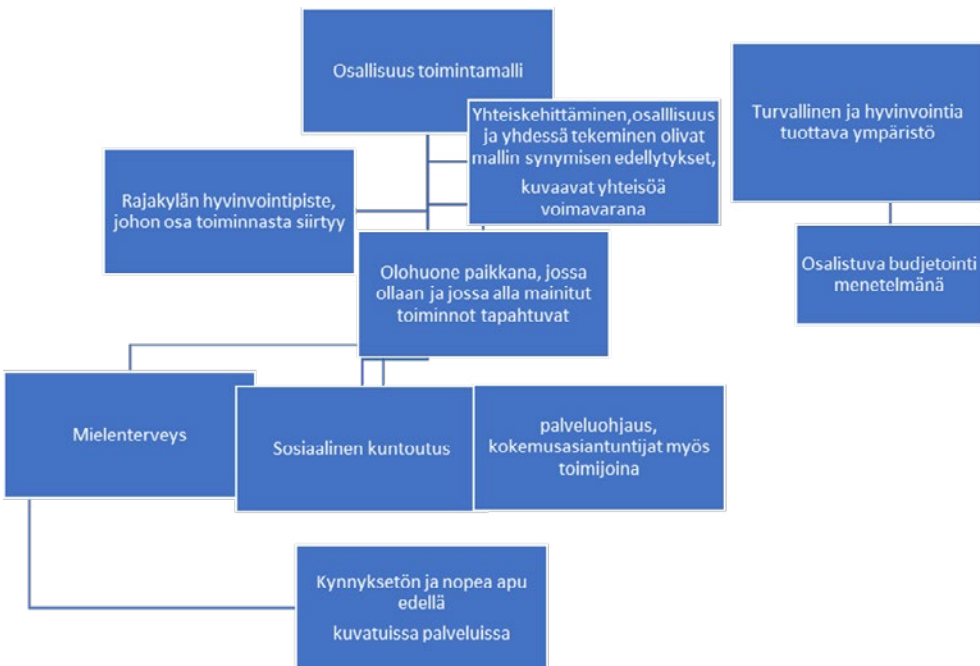 Osallisuus toimintamalli
Yhteiskehittäminen,osalllisuus
ja yhdessä tekeminen olivat
mallin synymisen edellytykset,
kuvaavat yhteisöä
voimavarana
Turvallinen ja hyvinvointia
tuottava ympäristö
Rajakylän hyvinvointipiste,
johon osa toiminnasta siirtyy
Olohuone paikkana, jossa
ollaan ja jossa alla mainitut
toiminnot tapahtuvat
Osalistuva budjetointi
menetelmänä
Mielenterveys
Sosiaalinen kuntoutus
palveluohjaus,
kokemusasiantuntijat myös
toimijoina
Kynnyksetön ja nopea apu
edellä
kuvatuissa palveluissa